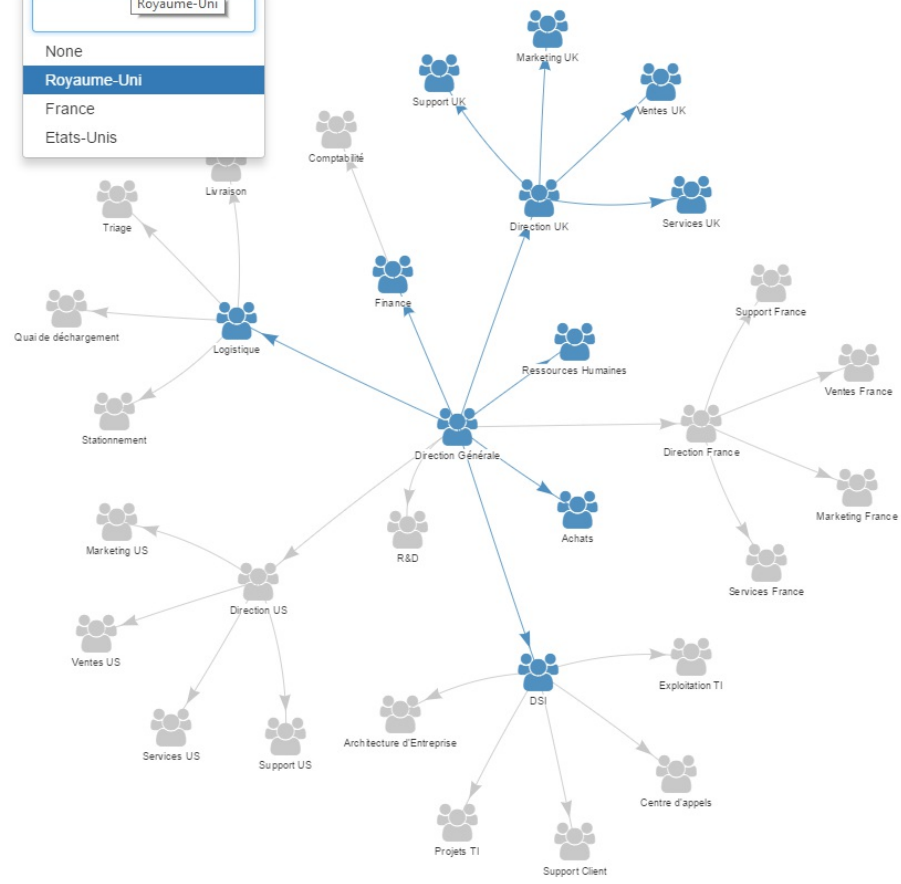 Royaume-Uni
None
Royaume-Uni
France
Etats-Unis
Marketing UK
Support UK
Ventes UK
Comptabilité
Livraison
Triage
Direction UK
Services UK
Finance
Support France
Quai de déchargement
Logistique
Ressources Humaines
Ventes France
Stationnement
Direction Générale
Direction France
Marketing France
Achats
Marketing US
R&D
Services France
Direction US
Ventes US
Exploitation TI
DSI
Architecture d'Entreprise
Services US
Support US
Centre d'appels
Projets TI
Support Client